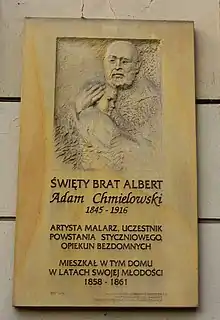 ŚWIĘTY BRAT ALBERT
Adam Chmielowski
1845 - 1916
ARTYSTA MALARZ, UCZESTNIK
POWSTANIA STYCZNIOWEGO,
OPIEKUN BEZDOMNYCH
MIESZKAŁ W TYM DOMU
W LATACH SWOJEJ MŁODOŚCI
1858 - 1861